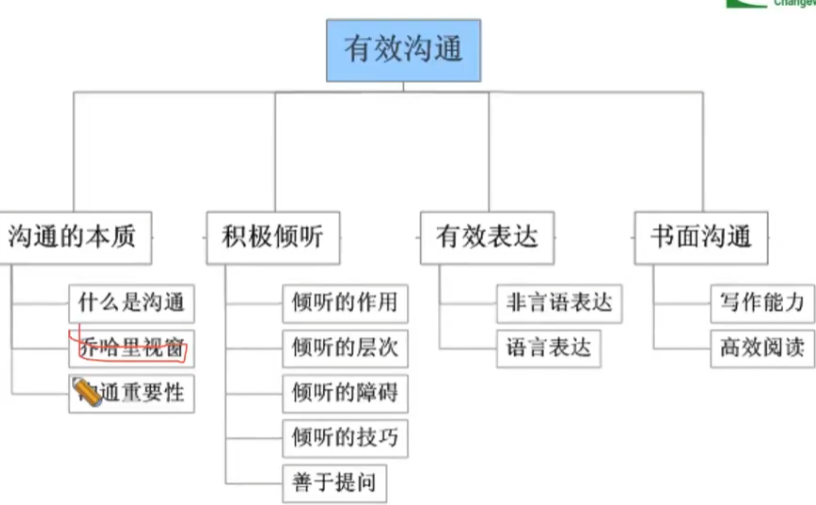 有效沟通
沟通的本质
什么是沟通
乔哈里视窗
沟通重要性
积极倾听
倾听的作用
倾听的层次
倾听的障碍
倾听的技巧
善于提问
有效表达
非言语表达
语言表达
书面沟通
写作能力
高效阅读